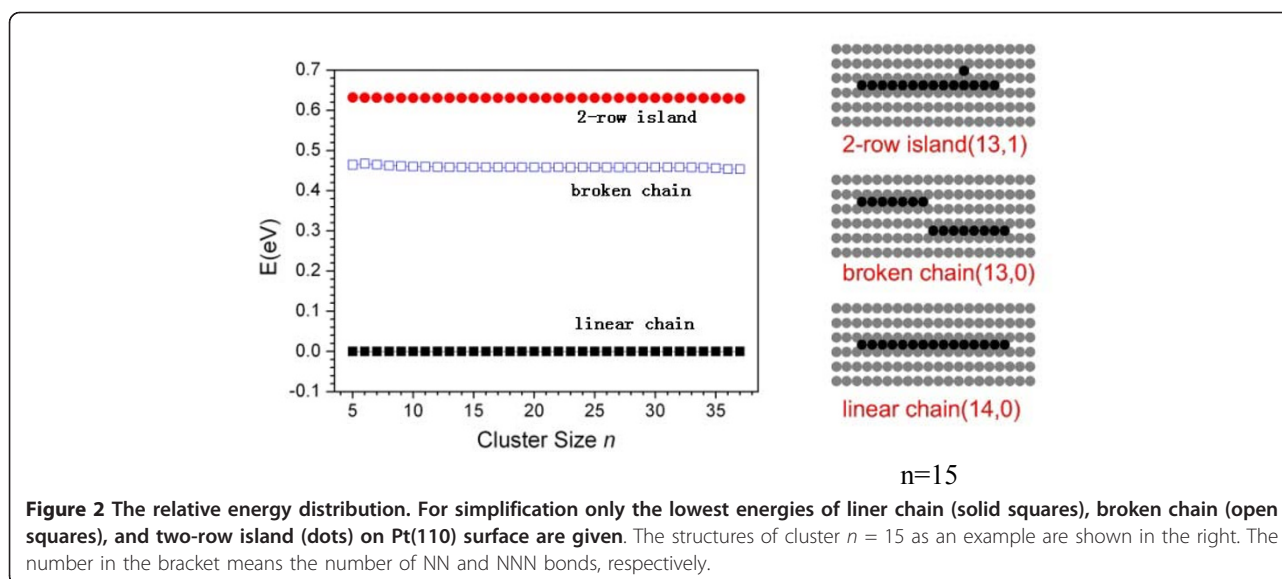 0.7
0.6
0.5
0.4
0.3
0.2
0.1
0.0
-0.1
E(eV)
2-row island
broken chain
linear chain
5 10 15 20 25 30 35
Cluster Size n
2-row island(13,1)
broken chain(13,0)
linear chain(14,0)
n=15
Figure 2 The relative energy distribution. For simplification only the lowest energies of liner chain (solid squares), broken chain (open
squares), and two-row island (dots) on Pt(110) surface are given. The structures of cluster n = 15 as an example are shown in the right. The
number in the bracket means the number of NN and NNN bonds, respectively.